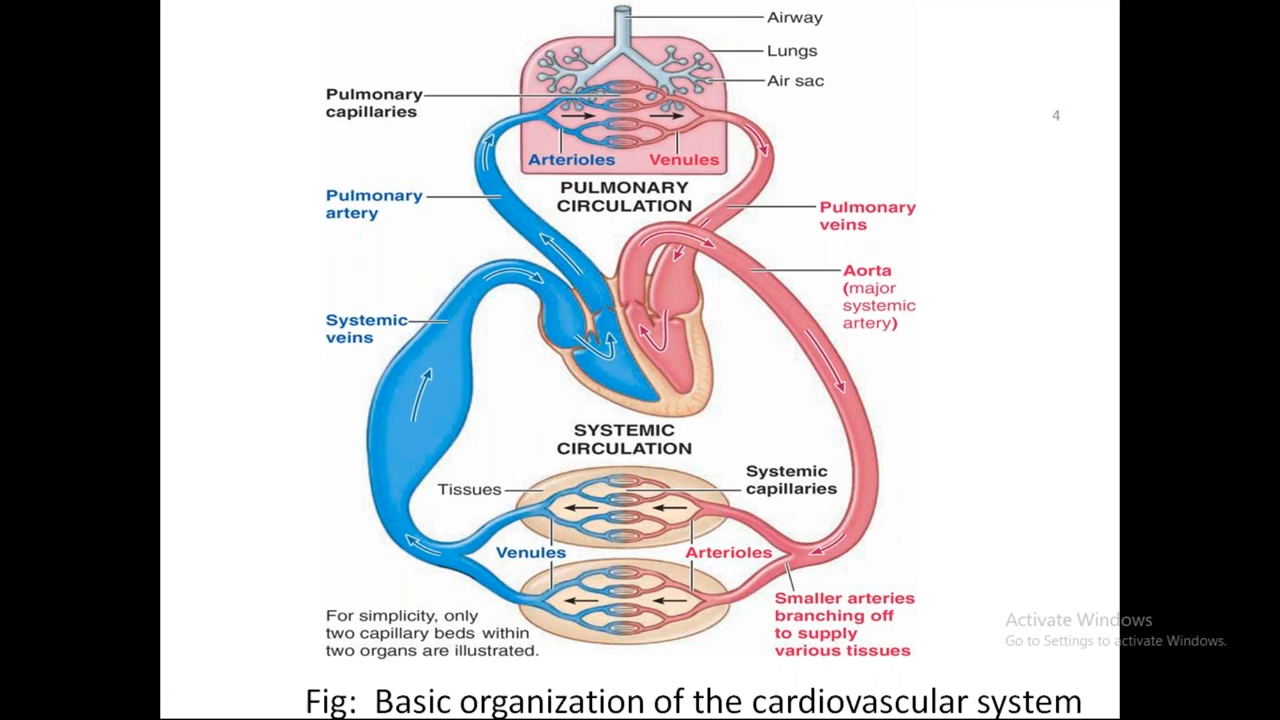 Airway
Lungs
Air sac
Pulmonary
capillaries
4
Arterioles
Venules
PULMONARY
CIRCULATION
Pulmonary
artery
Pulmonary
veins
Aorta
(major
systemic
artery)
Systemic
veins
SYSTEMIC
CIRCULATION
Systemic
capillaries
Tissues
Venules
Arterioles
Smaller arteries
branching off
to supply
various tissues
For simplicity, only
two capillary beds within
two organs are illustrated.
Activate Windows
Go to Settings to activate Windows.
Fig: Basic organization of the cardiovascular system